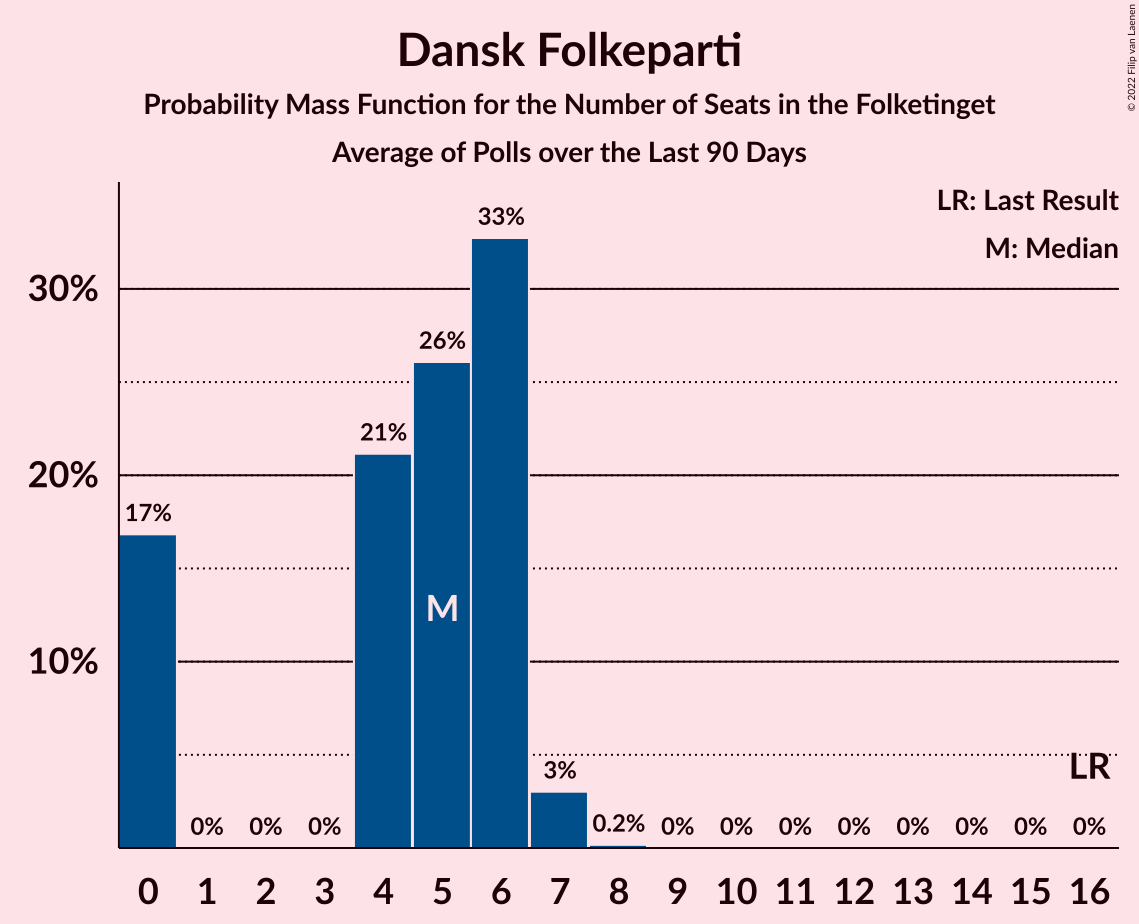 Dansk Folkeparti
Probability Mass Function for the Number of Seats in the Folketinget
Average of Polls over the Last 90 Days
© 2022 Filip van Laenen
LR: Last Result
M: Median
33%
30%
26%
21%
20%
17%
M
10%
LR
3%
0% 0% 0% 0.2% 0% 0% 0% 0% 0% 0% 0% 0%
0 1 2 3 4 5 6 7 8 9 10 11 12 13 14 15 16